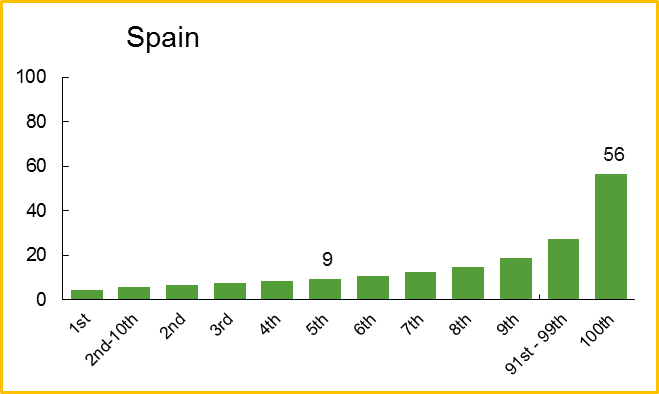 Spain
100
80
60
40
20
0
9
56
1st
2nd-10th
2nd
3rd
4th
5th
6th
7th
8th
9th
91st - 99th
100th